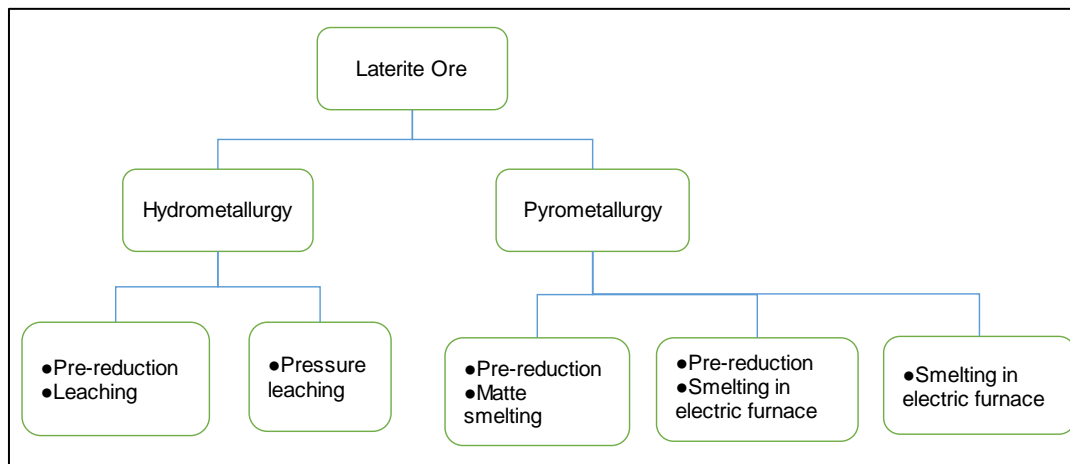 Laterite Ore
Hydrometallurgy
Pyrometallurgy
●Pre-reduction
●Leaching
●Pressure
leaching
●Pre-reduction
●Matte
smelting
●Pre-reduction
●Smelting in
electric furnace
●Smelting in
electric furnace